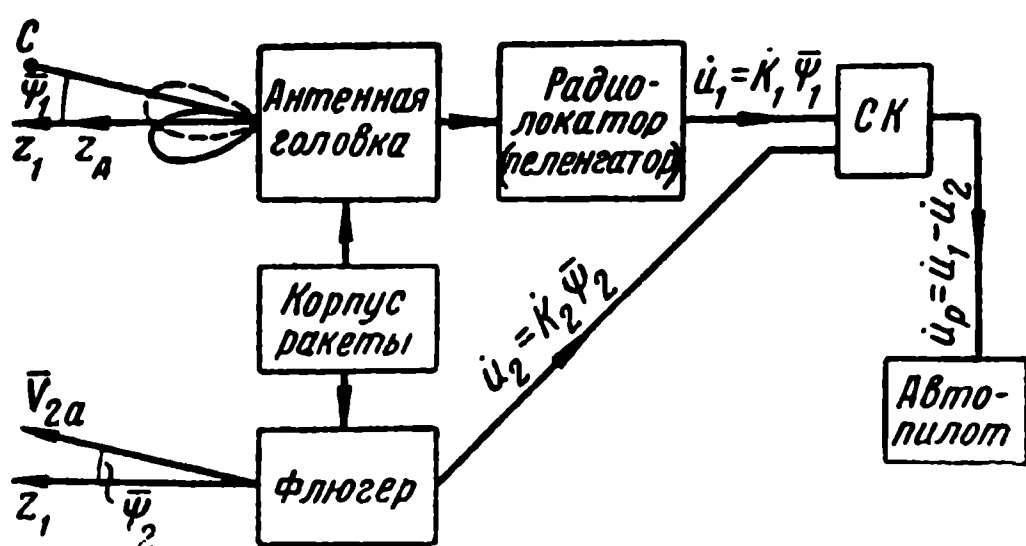 C
ψ̄₁
z₁
z_A
Антенная
головка
Радио-
локатор
(пеленгатор)
u̇₁=K̇₁ψ̄₁
СК
u̇ₚ=u̇₁-u̇₂
Корпус
ракеты
u̇₂=K̇₂ψ̄₂
Авто-
пилот
V̄₂ₐ
z₁
ψ̄₂
Флюгер